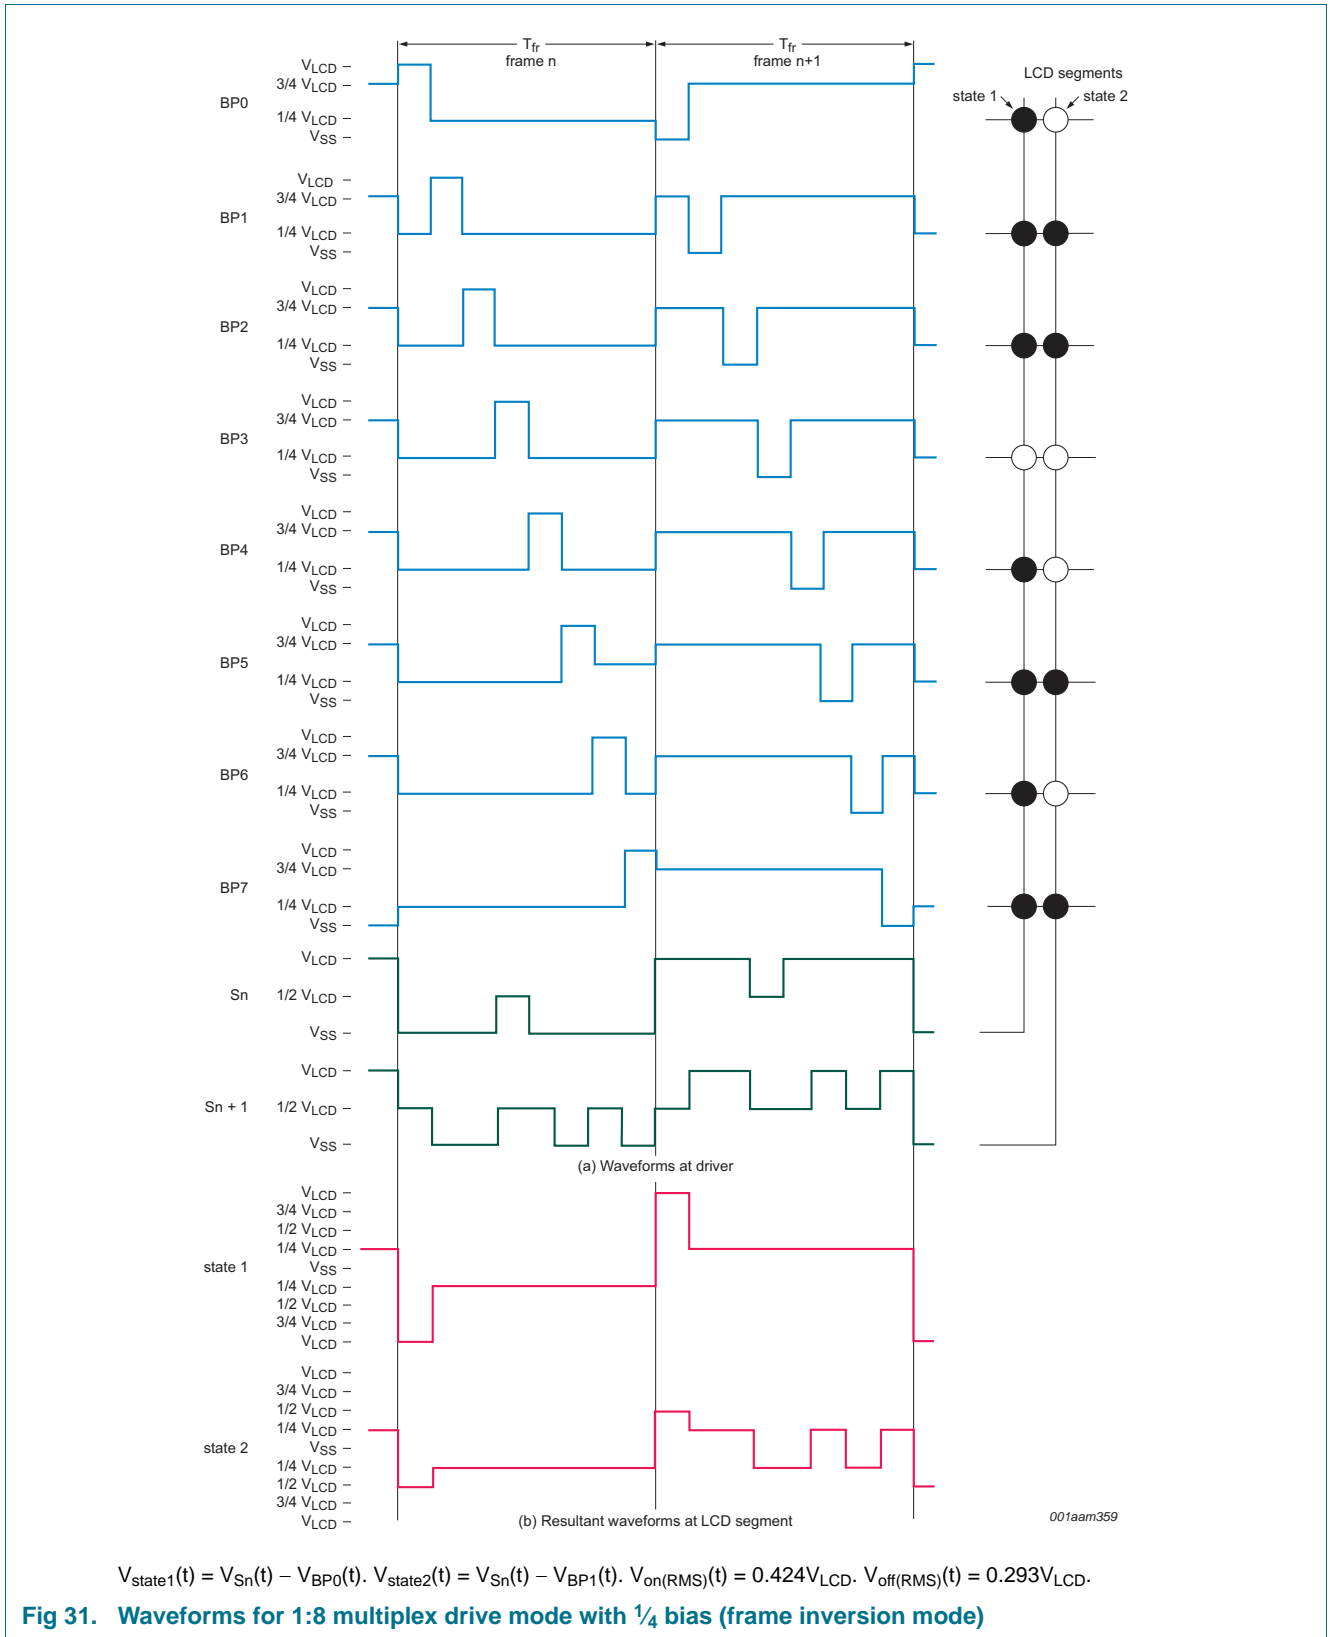 Tfr
Tfr
frame n
frame n+1
LCD segments
state 1
state 2
BP0
VLCD
3/4 VLCD
1/4 VLCD
VSS
BP1
VLCD
3/4 VLCD
1/4 VLCD
VSS
BP2
VLCD
3/4 VLCD
1/4 VLCD
VSS
BP3
VLCD
3/4 VLCD
1/4 VLCD
VSS
BP4
VLCD
3/4 VLCD
1/4 VLCD
VSS
BP5
VLCD
3/4 VLCD
1/4 VLCD
VSS
BP6
VLCD
3/4 VLCD
1/4 VLCD
VSS
BP7
VLCD
3/4 VLCD
1/4 VLCD
VSS
Sn
VLCD
1/2 VLCD
VSS
Sn + 1
VLCD
1/2 VLCD
VSS
(a) Waveforms at driver
state 1
VLCD
3/4 VLCD
1/2 VLCD
1/4 VLCD
VSS
1/4 VLCD
1/2 VLCD
3/4 VLCD
VLCD
state 2
VLCD
3/4 VLCD
1/2 VLCD
1/4 VLCD
VSS
1/4 VLCD
1/2 VLCD
3/4 VLCD
VLCD
(b) Resultant waveforms at LCD segment
001aam359
Vstate1(t) = VSn(t) − VBP0(t). Vstate2(t) = VSn(t) − VBP1(t). Von(RMS)(t) = 0.424VLCD. Voff(RMS)(t) = 0.293VLCD.
Fig 31. Waveforms for 1:8 multiplex drive mode with 1⁄4 bias (frame inversion mode)